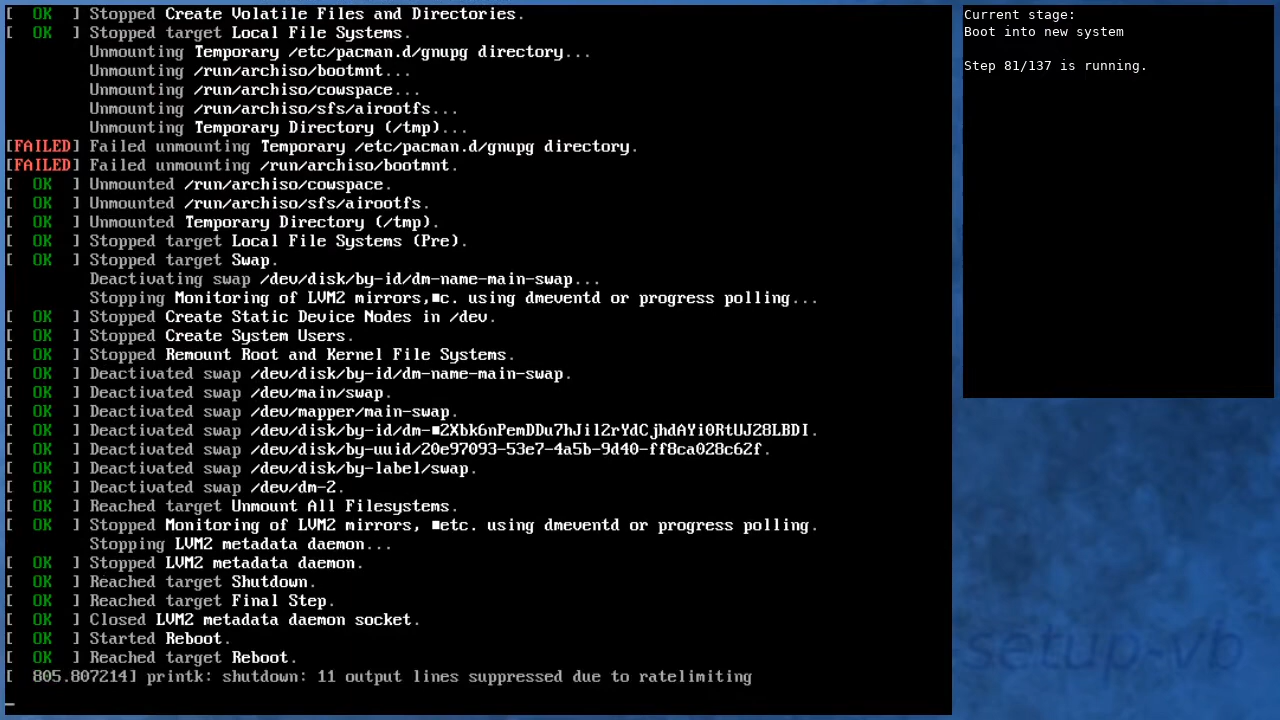 [  OK  ] Stopped Create Volatile Files and Directories.
[  OK  ] Stopped target Local File Systems.
Unmounting Temporary /etc/pacman.d/gnupg directory...
Unmounting /run/archiso/bootmnt...
Unmounting /run/archiso/cowspace...
Unmounting /run/archiso/sfs/airootfs...
Unmounting Temporary Directory (/tmp)...
[FAILED] Failed unmounting Temporary /etc/pacman.d/gnupg directory.
[FAILED] Failed unmounting /run/archiso/bootmnt.
[  OK  ] Unmounted /run/archiso/cowspace.
[  OK  ] Unmounted /run/archiso/sfs/airootfs.
[  OK  ] Unmounted Temporary Directory (/tmp).
[  OK  ] Stopped target Local File Systems (Pre).
[  OK  ] Stopped target Swap.
Deactivating swap /dev/disk/by-id/dm-name-main-swap...
Stopping Monitoring of LVM2 mirrors,■c. using dmeventd or progress polling...
[  OK  ] Stopped Create Static Device Nodes in /dev.
[  OK  ] Stopped Create System Users.
[  OK  ] Stopped Remount Root and Kernel File Systems.
[  OK  ] Deactivated swap /dev/disk/by-id/dm-name-main-swap.
[  OK  ] Deactivated swap /dev/main/swap.
[  OK  ] Deactivated swap /dev/mapper/main-swap.
[  OK  ] Deactivated swap /dev/disk/by-id/dm-■2Xbk6nPemDDu7hJil2rYdCjhdAYi0RtUJ28LBDI.
[  OK  ] Deactivated swap /dev/disk/by-uuid/20e97093-53e7-4a5b-9d40-ff8ca028c62f.
[  OK  ] Deactivated swap /dev/disk/by-label/swap.
[  OK  ] Deactivated swap /dev/dm-2.
[  OK  ] Reached target Unmount All Filesystems.
[  OK  ] Stopped Monitoring of LVM2 mirrors, ■etc. using dmeventd or progress polling.
Stopping LVM2 metadata daemon...
[  OK  ] Stopped LVM2 metadata daemon.
[  OK  ] Reached target Shutdown.
[  OK  ] Reached target Final Step.
[  OK  ] Closed LVM2 metadata daemon socket.
[  OK  ] Started Reboot.
[  OK  ] Reached target Reboot.
[  805.807214] printk: shutdown: 11 output lines suppressed due to ratelimiting
_
Current stage:
Boot into new system
Step 81/137 is running.
setup-vb